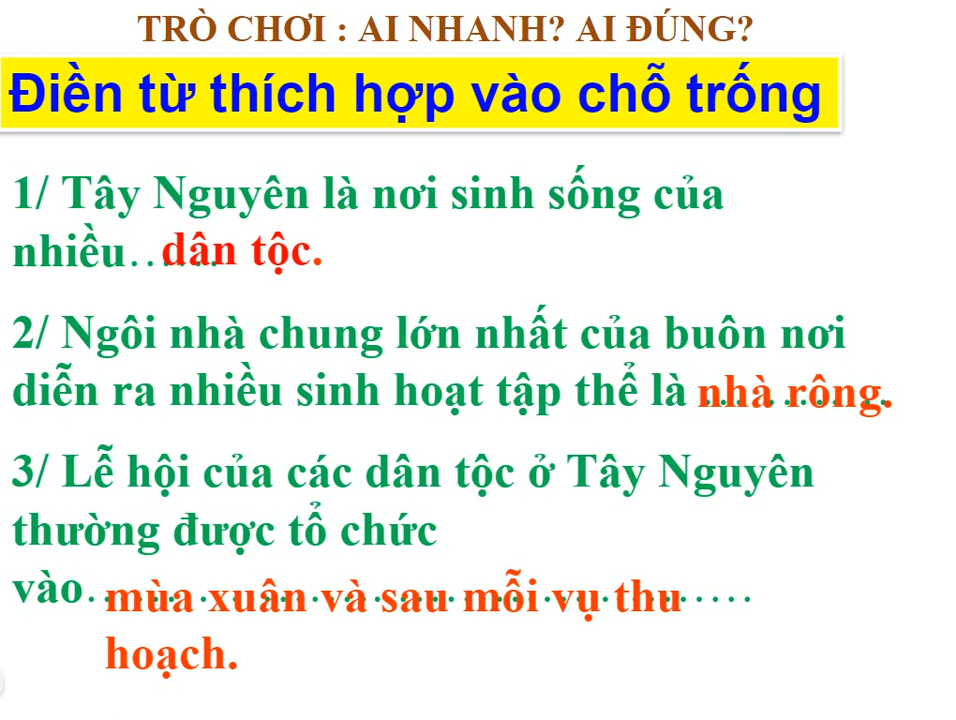 TRÒ CHƠI : AI NHANH? AI ĐÚNG?
Điền từ thích hợp vào chỗ trống
1/ Tây Nguyên là nơi sinh sống của
nhiều…… dân tộc.
2/ Ngôi nhà chung lớn nhất của buôn nơi
diễn ra nhiều sinh hoạt tập thể là ………… nhà rông.
3/ Lễ hội của các dân tộc ở Tây Nguyên
thường được tổ chức
vào……………………………………… mùa xuân và sau mỗi vụ thu
hoạch.